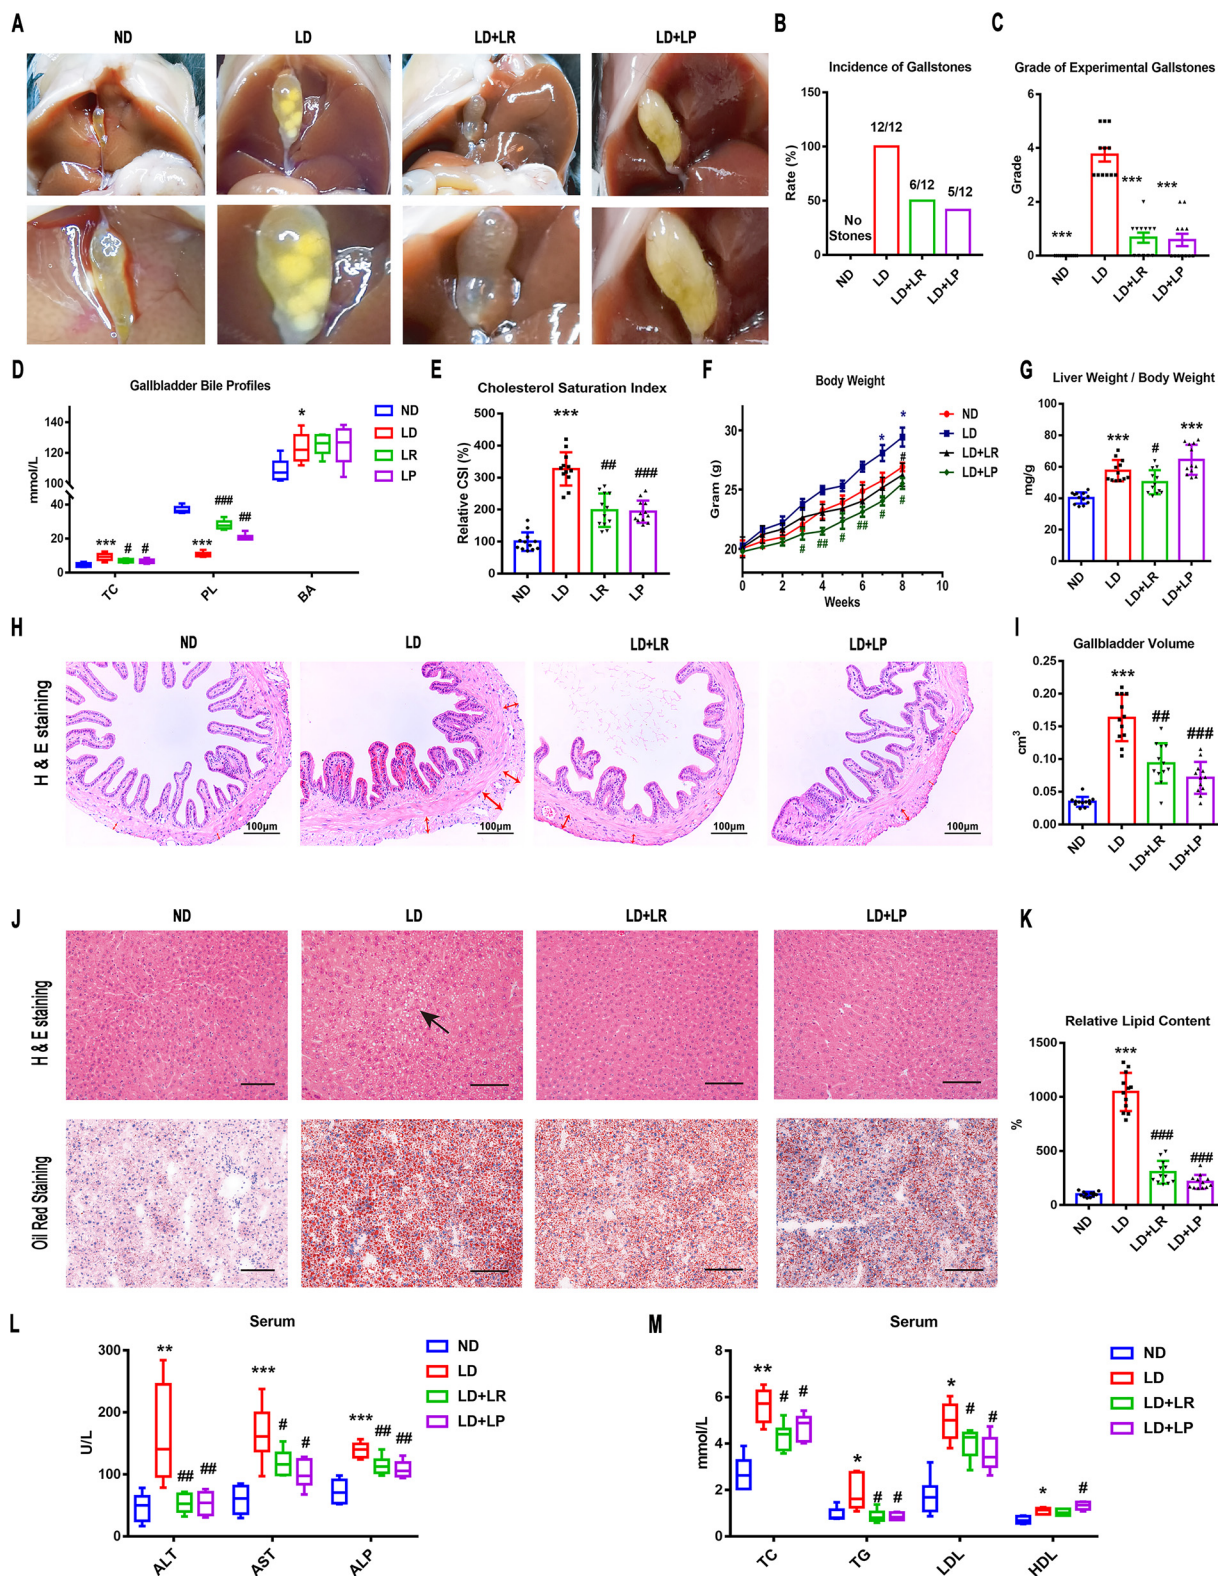 A
ND
LD
LD+LR
LD+LP
B
Incidence of Gallstones
Rate (%)
150
100
50
0
12/12
6/12
5/12
No
Stones
ND
LD
LD+LR
LD+LP
C
Grade of Experimental Gallstones
Grade
6
4
2
0
***
***
***
ND
LD
LD+LR
LD+LP
D
Gallbladder Bile Profiles
mmol/L
140
120
100
40
20
0
***
#
#
***
###
##
*
TC
PL
BA
ND
LD
LR
LP
E
Cholesterol Saturation Index
Relative CSI (%)
500
400
300
200
100
0
***
##
###
ND
LD
LR
LP
F
Body Weight
Gram (g)
30
25
20
*
*
#
#
##
#
##
#
#
0
2
4
6
8
10
Weeks
ND
LD
LD+LR
LD+LP
G
Liver Weight / Body Weight
mg/g
100
80
60
40
20
0
***
#
***
ND
LD
LD+LR
LD+LP
H
ND
LD
LD+LR
LD+LP
H & E staining
100μm
100μm
100μm
100μm
I
Gallbladder Volume
cm3
0.25
0.20
0.15
0.10
0.05
0.00
***
##
###
ND
LD
LD+LR
LD+LP
J
ND
LD
LD+LR
LD+LP
H & E staining
Oil Red Staining
K
Relative Lipid Content
%
1500
1000
500
0
***
###
###
ND
LD
LD+LR
LD+LP
L
Serum
U/L
300
200
100
0
**
##
##
***
#
#
***
##
##
ALT
AST
ALP
ND
LD
LD+LR
LD+LP
M
Serum
mmol/L
8
6
4
2
0
**
#
#
*
#
#
*
#
#
*
#
TC
TG
LDL
HDL
ND
LD
LD+LR
LD+LP